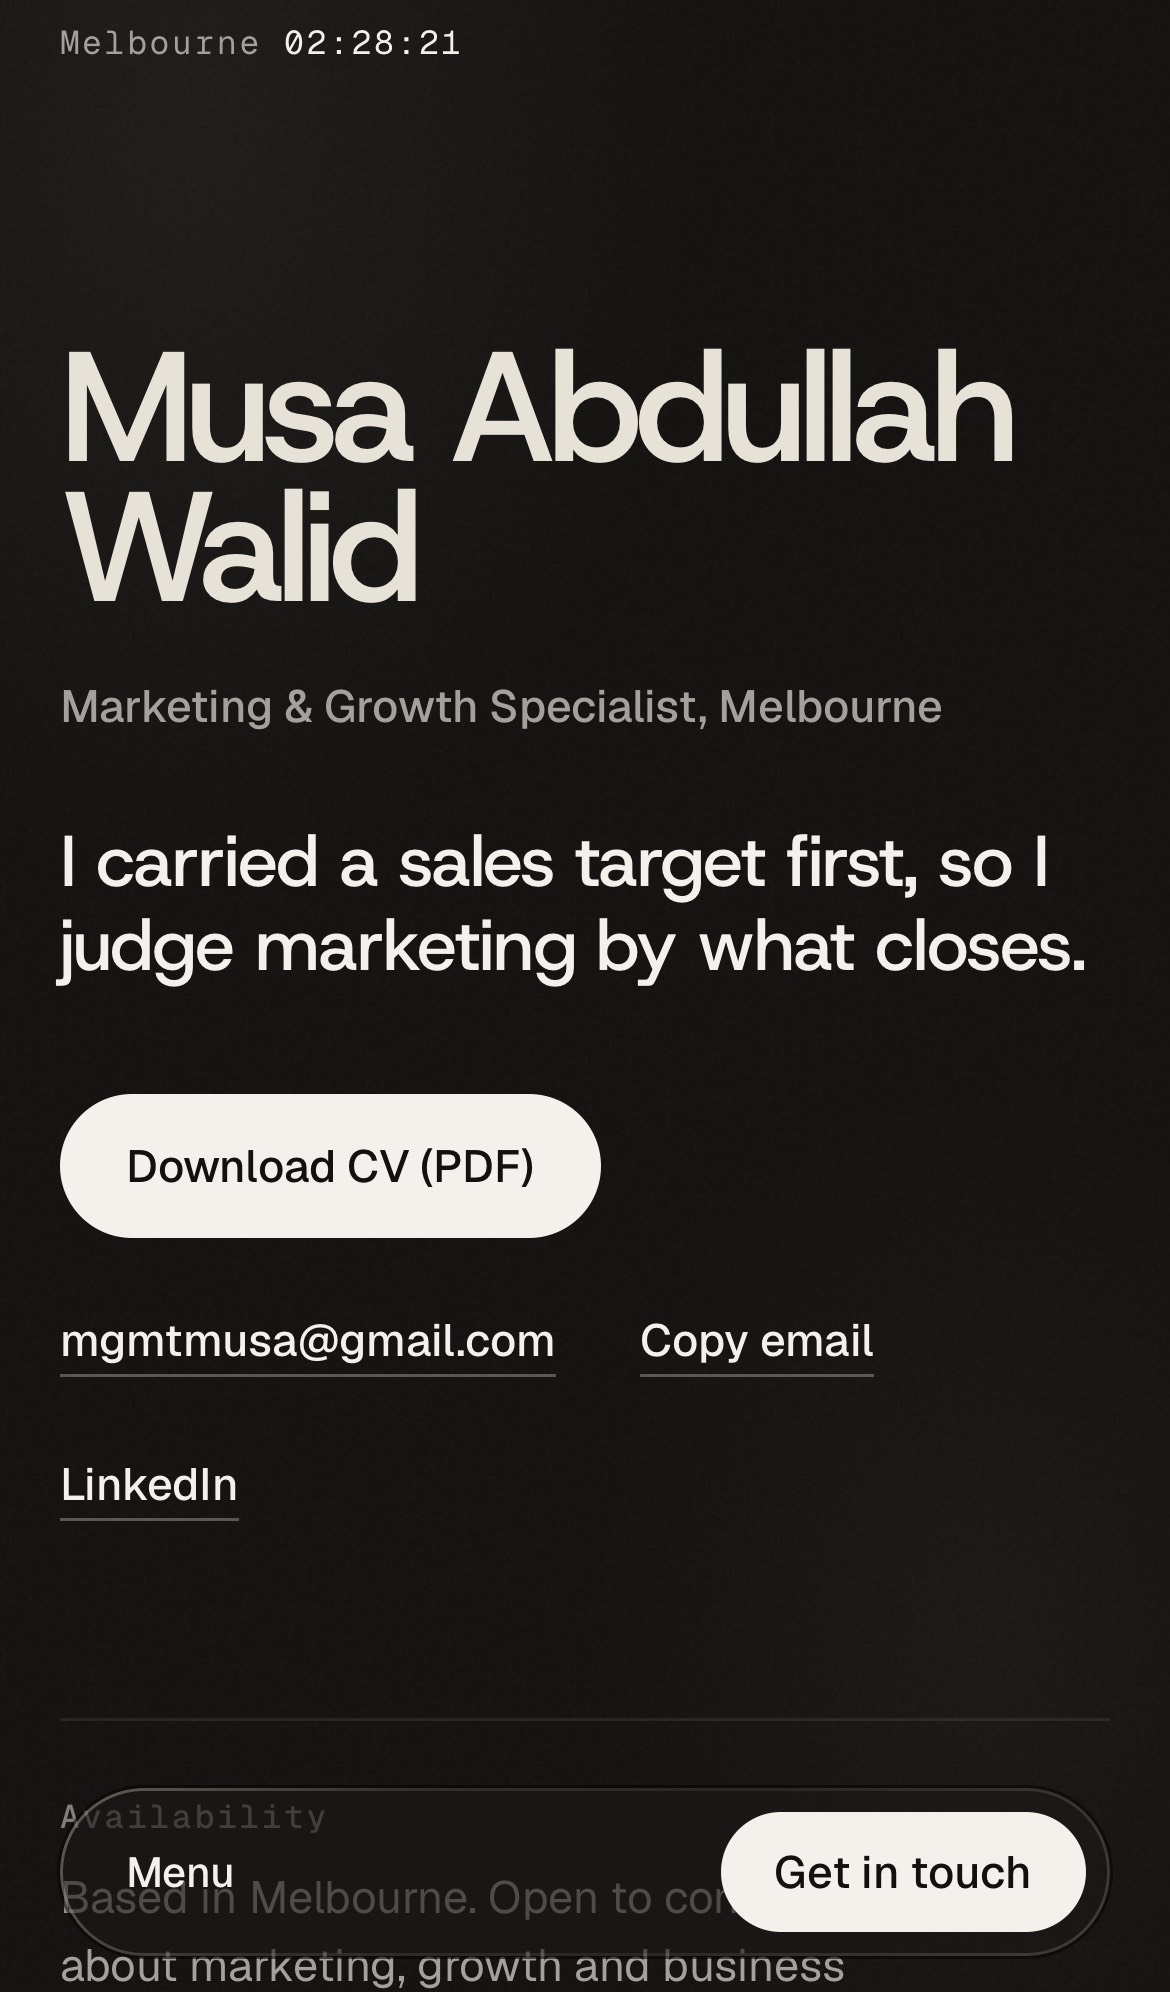 Melbourne 02:28:21
Musa Abdullah
Walid
Marketing & Growth Specialist, Melbourne
I carried a sales target first, so I
judge marketing by what closes.
Download CV (PDF)
mgmtmusa@gmail.com Copy email
LinkedIn
Availability
Menu Get in touch
Based in Melbourne. Open to
about marketing, growth and business